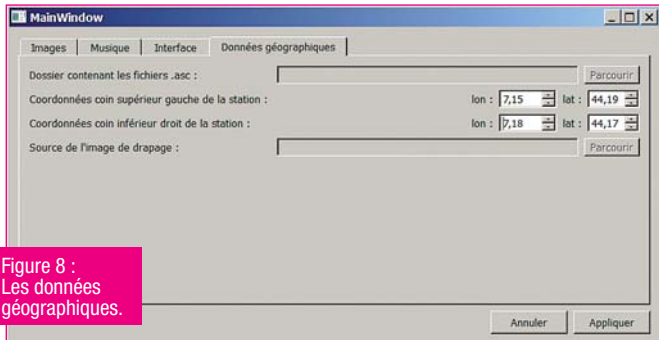 MainWindow
Images Musique Interface Données géographiques
Dossier contenant les fichiers .asc : Parcourir
Coordonnées coin supérieur gauche de la station : lon : 7,15 lat : 44,19
Coordonnées coin inférieur droit de la station : lon : 7,18 lat : 44,17
Source de l'image de drapage : Parcourir
Figure 8 :
Les données
géographiques.
Annuler Appliquer